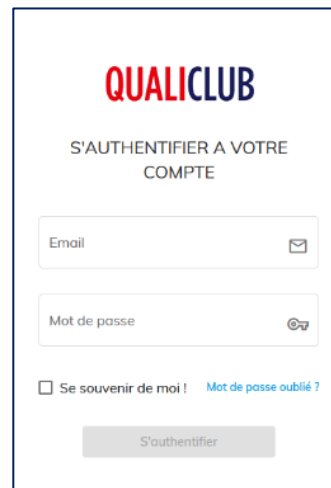 QUALICLUB
S'AUTHENTIFIER A VOTRE
COMPTE
Email
Mot de passe
Se souvenir de moi ! Mot de passe oublié ?
S'authentifier